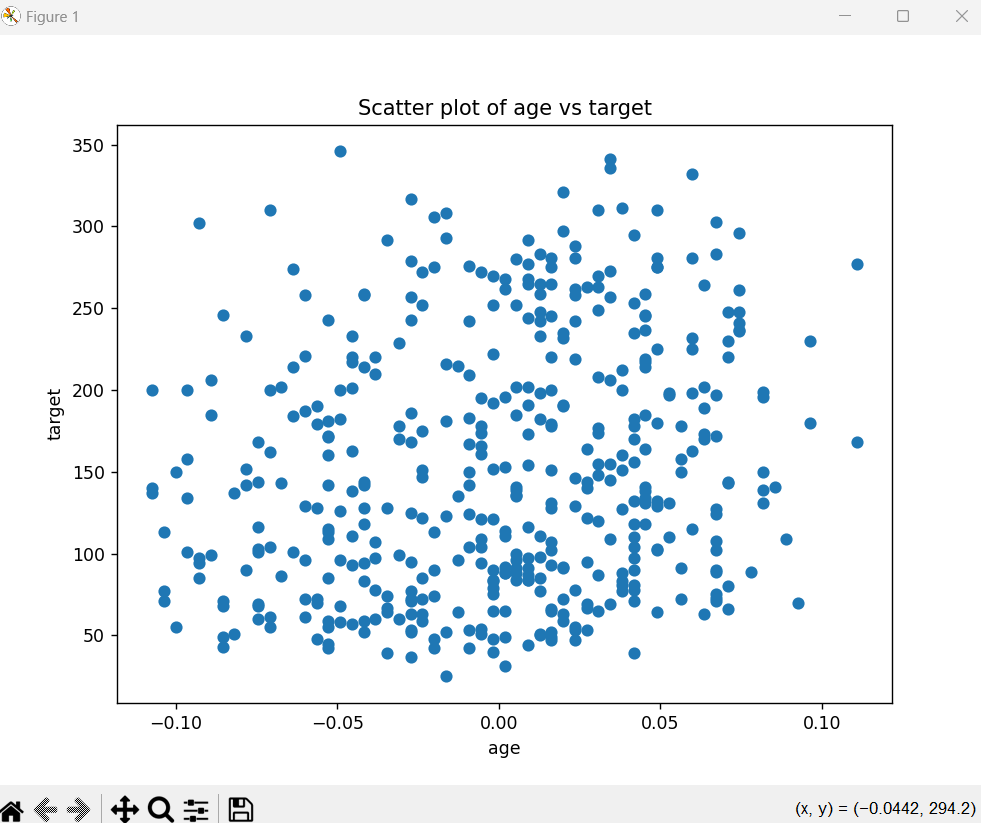 Figure 1
Scatter plot of age vs target
350
300
250
200
150
100
50
target
−0.10 −0.05 0.00 0.05 0.10
age
(x, y) = (−0.0442, 294.2)